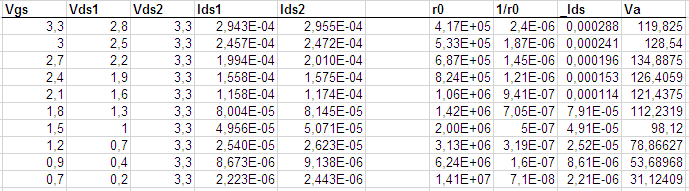 Vgs Vds1 Vds2 Ids1 Ids2 r0 1/r0 _Ids Va
3,3 2,8 3,3 2,943E-04 2,955E-04 4,17E+05 2,4E-06 0,000288 119,825
3 2,5 3,3 2,457E-04 2,472E-04 5,33E+05 1,87E-06 0,000241 128,54
2,7 2,2 3,3 1,994E-04 2,010E-04 6,87E+05 1,45E-06 0,000196 134,8875
2,4 1,9 3,3 1,558E-04 1,575E-04 8,24E+05 1,21E-06 0,000153 126,4059
2,1 1,6 3,3 1,158E-04 1,174E-04 1,06E+06 9,41E-07 0,000114 121,4375
1,8 1,3 3,3 8,004E-05 8,145E-05 1,42E+06 7,05E-07 7,91E-05 112,2319
1,5 1 3,3 4,956E-05 5,071E-05 2,00E+06 5E-07 4,91E-05 98,12
1,2 0,7 3,3 2,540E-05 2,623E-05 3,13E+06 3,19E-07 2,52E-05 78,86627
0,9 0,4 3,3 8,673E-06 9,138E-06 6,24E+06 1,6E-07 8,61E-06 53,68968
0,7 0,2 3,3 2,223E-06 2,443E-06 1,41E+07 7,1E-08 2,21E-06 31,12409